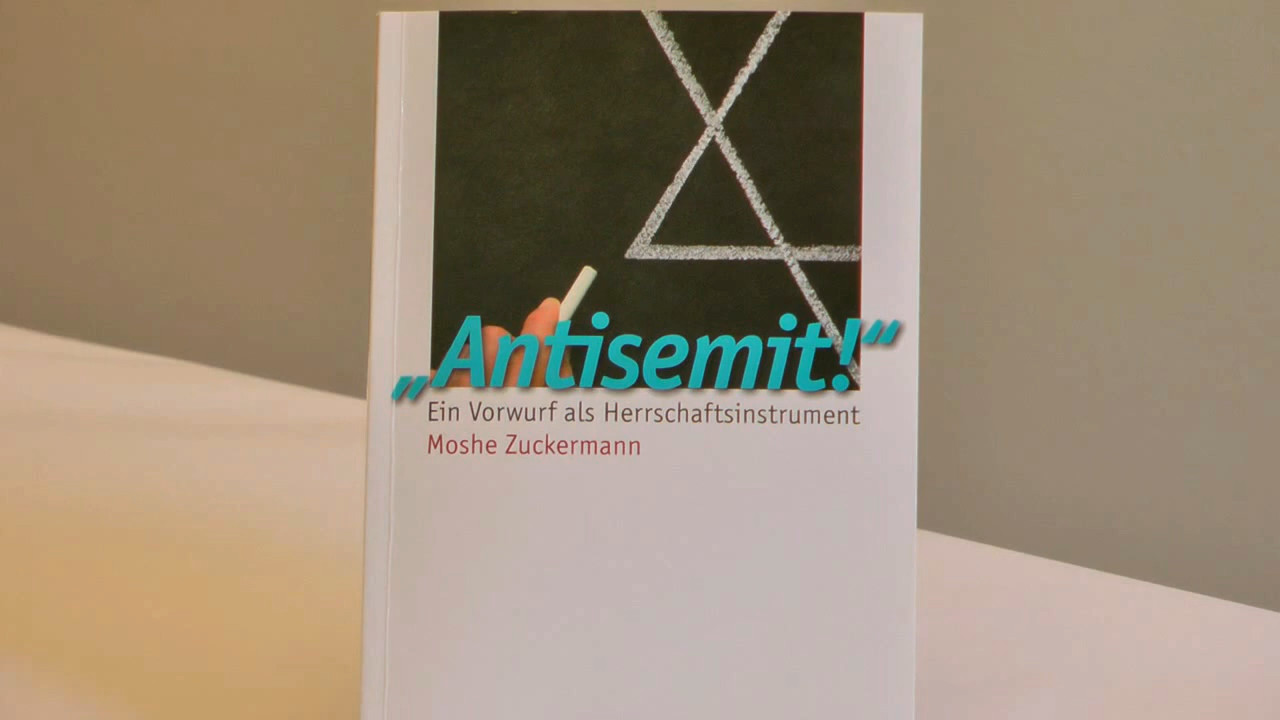 „Antisemit!“
Ein Vorwurf als Herrschaftsinstrument
Moshe Zuckermann